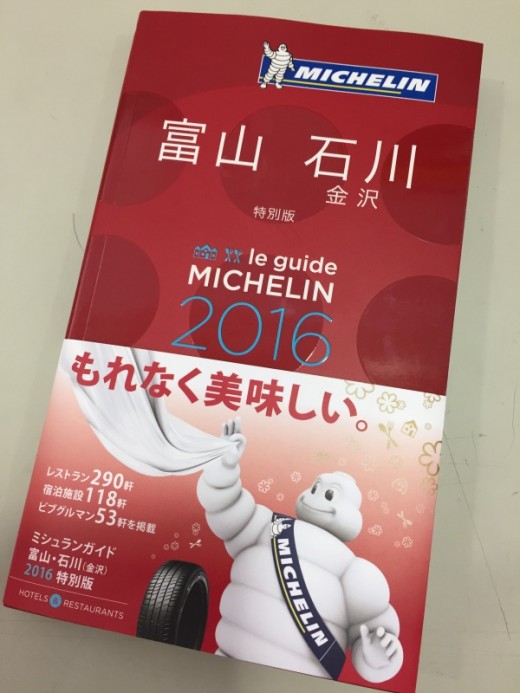 MICHELIN
富山 石川
金沢
特別版
le guide
MICHELIN
2016
もれなく美味しい。
レストラン290軒
宿泊施設118軒
ビブグルマン53軒を掲載
ミシュランガイド
富山・石川(金沢)
2016 特別版
HOTELS & RESTAURANTS
MICHELIN